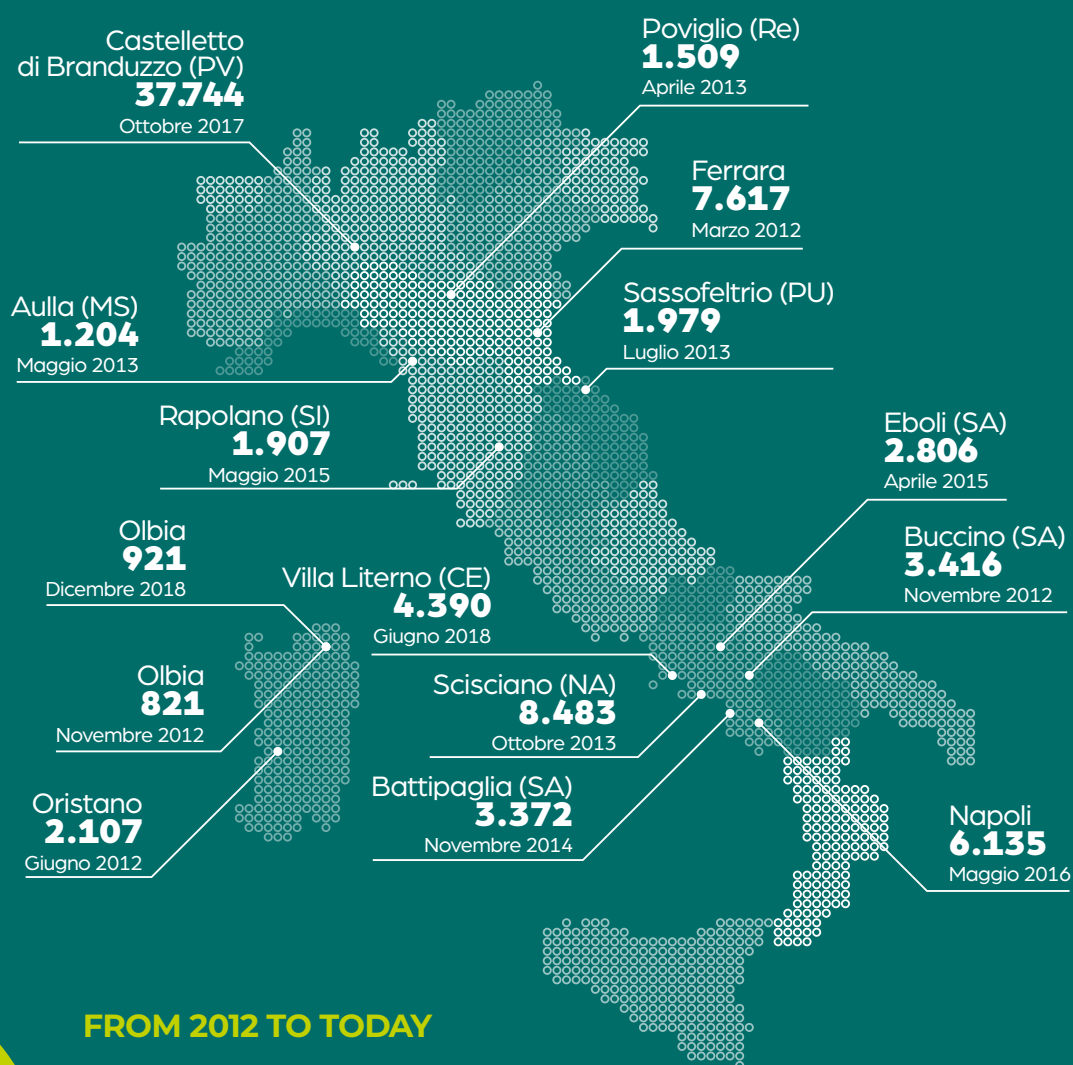 Castelletto
di Branduzzo (PV)
37.744
Ottobre 2017
Poviglio (Re)
1.509
Aprile 2013
Ferrara
7.617
Marzo 2012
Aulla (MS)
1.204
Maggio 2013
Sassofeltrio (PU)
1.979
Luglio 2013
Rapolano (SI)
1.907
Maggio 2015
Eboli (SA)
2.806
Aprile 2015
Olbia
921
Dicembre 2018
Villa Literno (CE)
4.390
Giugno 2018
Buccino (SA)
3.416
Novembre 2012
Olbia
821
Novembre 2012
Scisciano (NA)
8.483
Ottobre 2013
Oristano
2.107
Giugno 2012
Battipaglia (SA)
3.372
Novembre 2014
Napoli
6.135
Maggio 2016
FROM 2012 TO TODAY